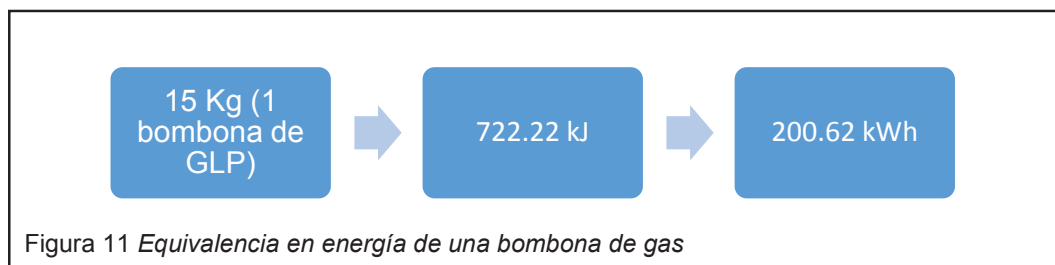 15 Kg (1
bombona de
GLP)
722.22 kJ
200.62 kWh
Figura 11 Equivalencia en energía de una bombona de gas